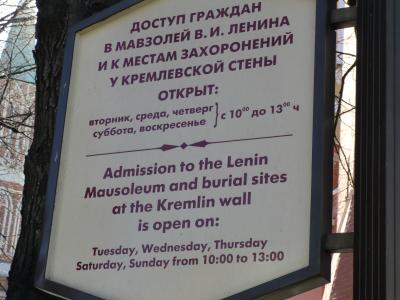 ДОСТУП ГРАЖДАН
В МАВЗОЛЕЙ В. И. ЛЕНИНА
И К МЕСТАМ ЗАХОРОНЕНИЙ
У КРЕМЛЕВСКОЙ СТЕНЫ
ОТКРЫТ:
вторник, среда, четверг
суббота, воскресенье } с 10⁰⁰ до 13⁰⁰ ч
Admission to the Lenin
Mausoleum and burial sites
at the Kremlin wall
is open on:
Tuesday, Wednesday, Thursday
Saturday, Sunday from 10:00 to 13:00